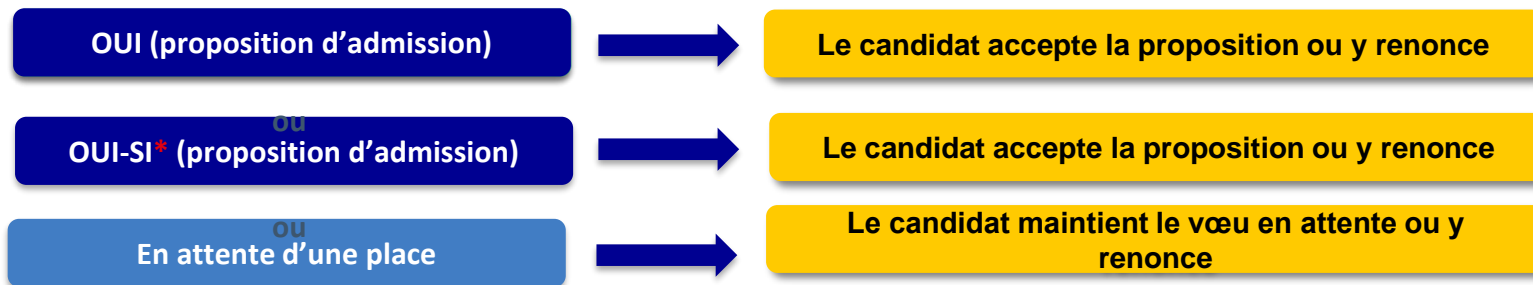 OUI (proposition d’admission)
Le candidat accepte la proposition ou y renonce
ou
OUI-SI* (proposition d’admission)
Le candidat accepte la proposition ou y renonce
ou
En attente d’une place
Le candidat maintient le vœu en attente ou y
renonce